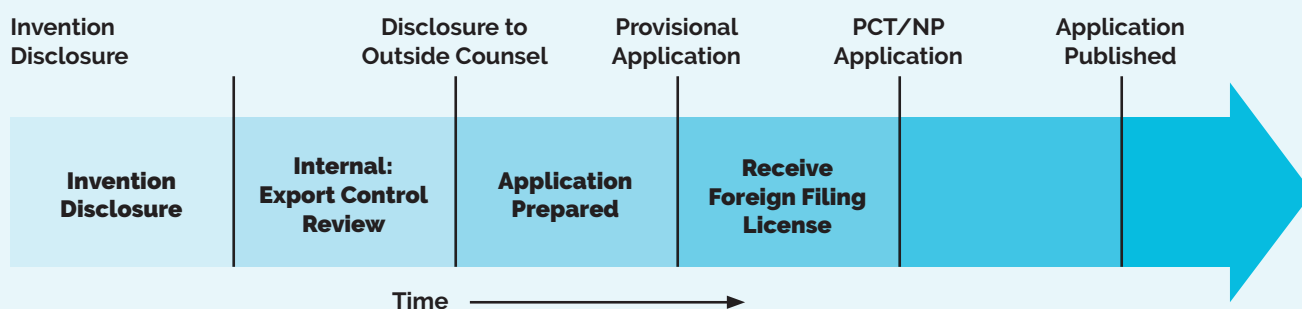 Invention
Disclosure
Disclosure to
Outside Counsel
Provisional
Application
PCT/NP
Application
Application
Published
Invention
Disclosure
Internal:
Export Control
Review
Application
Prepared
Receive
Foreign Filing
License
Time